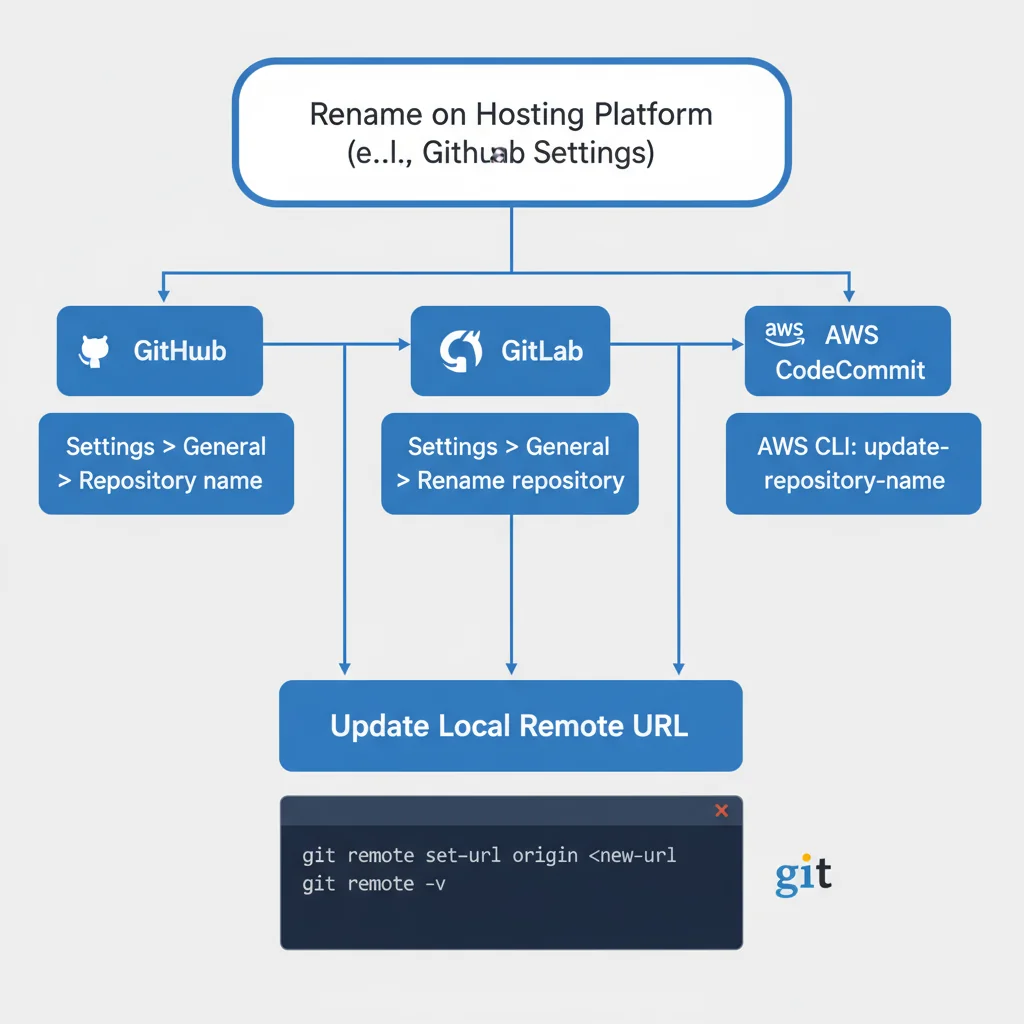 Rename on Hosting Platform
(e..l., Settings)
GitHub
GitLab
aws
AWS
CodeCommit
Settings > General
> Repository name
Settings > General
> Rename repository
AWS CLI: update-
repository-name
Update Local Remote URL
git remote set-url origin <new-url
git remote -v
git